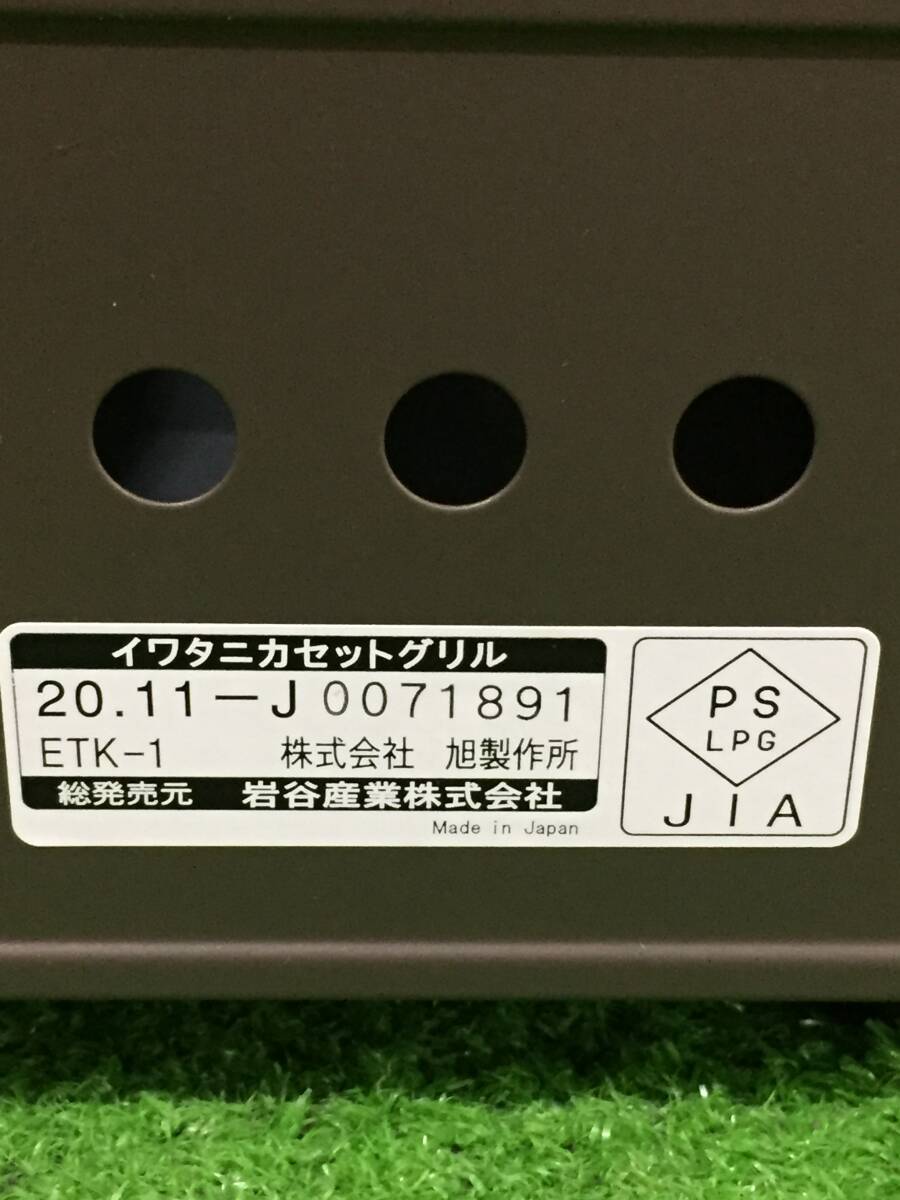 イワタニカセットグリル
20.11-J 0071891
ETK-1 株式会社 旭製作所
総発売元 岩谷産業株式会社
Made in Japan
PS
LPG
JIA